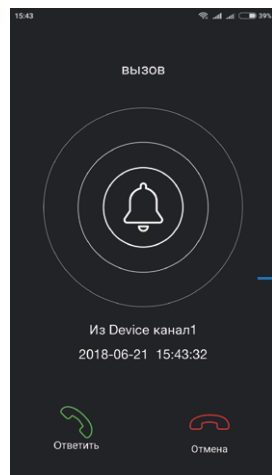 15:43 39%
вызов
Из Device канал1
2018-06-21 15:43:32
Ответить Отмена